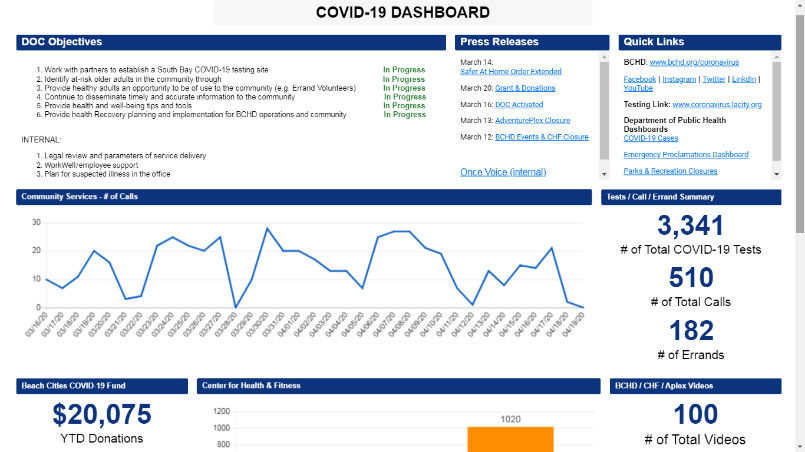 COVID-19 DASHBOARD
DOC Objectives
1. Work with partners to establish a South Bay COVID-19 testing site In Progress
2. Identify at-risk older adults in the community through In Progress
3. Provide healthy adults an opportunity to be of use to the community (e.g. Errand Volunteers) In Progress
4. Continue to disseminate timely and accurate information to the community In Progress
5. Provide health and well-being tips and tools In Progress
6. Provide health Recovery planning and implementation for BCHD operations and community In Progress
INTERNAL:
1. Legal review and parameters of service delivery
2. WorkWell/employee support
3. Plan for suspected illness in the office
Press Releases
March 14:
Safer At Home Order Extended
March 20: Grant & Donations
March 16: DOC Activated
March 13: AdventurePlex Closure
March 12: BCHD Events & CHF Closure
Once Voice (internal)
Quick Links
BCHD: www.bchd.org/coronavirus
Facebook | Instagram | Twitter | LinkdIn |
YouTube
Testing Link: www.coronavirus.lacity.org
Department of Public Health
Dashboards
COVID-19 Cases
Emergency Proclamations Dashboard
Parks & Recreation Closures
Community Services - # of Calls
30
20
10
0
03/16/20 03/17/20 03/18/20 03/19/20 03/20/20 03/21/20 03/22/20 03/23/20 03/24/20 03/25/20 03/26/20 03/27/20 03/28/20 03/29/20 03/30/20 03/31/20 04/01/20 04/02/20 04/03/20 04/04/20 04/05/20 04/06/20 04/07/20 04/08/20 04/09/20 04/10/20 04/11/20 04/12/20 04/13/20 04/14/20 04/15/20 04/16/20 04/17/20 04/18/20 04/19/20
Tests / Call / Errand Summary
3,341
# of Total COVID-19 Tests
510
# of Total Calls
182
# of Errands
Beach Cities COVID-19 Fund
$20,075
YTD Donations
Center for Health & Fitness
1200
1000
800
1020
BCHD / CHF / Aplex Videos
100
# of Total Videos